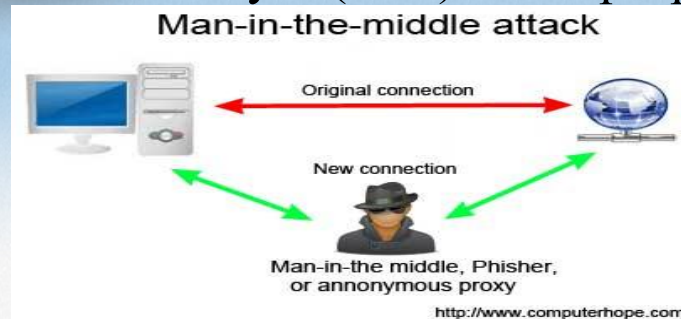 Man-in-the-middle attack
Original connection
New connection
Man-in-the middle, Phisher,
or annonymous proxy
http://www.computerhope.com